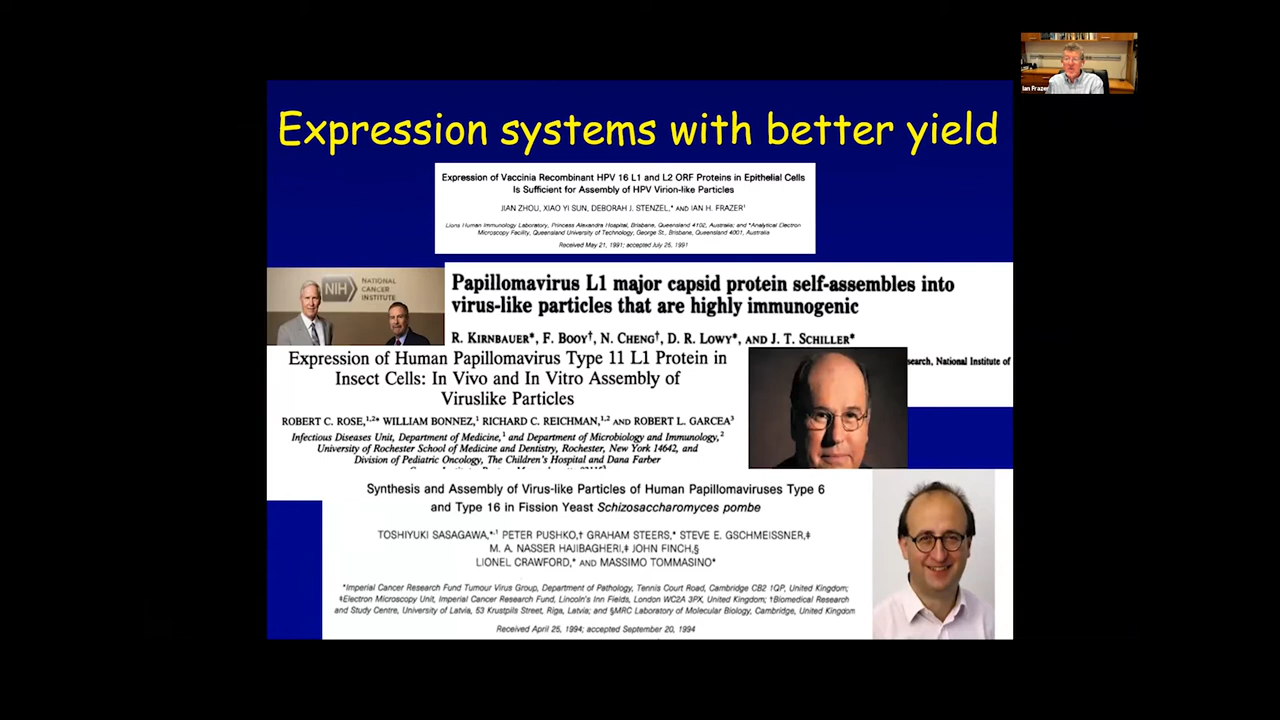 Ian Frazer
Expression systems with better yield
Expression of Vaccinia Recombinant HPV 16 L1 and L2 ORF Proteins in Epithelial Cells
Is Sufficient for Assembly of HPV Virion-like Particles
JIAN ZHOU, XIAO YI SUN, DEBORAH J. STENZEL,* AND IAN H. FRAZER¹
Lions Human Immunology Laboratory, Princess Alexandra Hospital, Brisbane, Queensland 4102, Australia; and *Analytical Electron
Microscopy Facility, Queensland University of Technology, George St., Brisbane, Queensland 4001, Australia
Received May 21, 1991; accepted July 25, 1991
NIH
NATIONAL
CANCER
INSTITUTE
Papillomavirus L1 major capsid protein self-assembles into
virus-like particles that are highly immunogenic
R. KIRNBAUER*, F. BOOY†, N. CHENG†, D. R. LOWY*, AND J. T. SCHILLER*
search, National Institute of
Expression of Human Papillomavirus Type 11 L1 Protein in
Insect Cells: In Vivo and In Vitro Assembly of
Viruslike Particles
ROBERT C. ROSE,¹,²* WILLIAM BONNEZ,¹ RICHARD C. REICHMAN,¹,² AND ROBERT L. GARCEA³
Infectious Diseases Unit, Department of Medicine,¹ and Department of Microbiology and Immunology,²
University of Rochester School of Medicine and Dentistry, Rochester, New York 14642, and
Division of Pediatric Oncology, The Children's Hospital and Dana Farber
Synthesis and Assembly of Virus-like Particles of Human Papillomaviruses Type 6
and Type 16 in Fission Yeast Schizosaccharomyces pombe
TOSHIYUKI SASAGAWA,*,¹ PETER PUSHKO,† GRAHAM STEERS,* STEVE E. GSCHMEISSNER,‡
M. A. NASSER HAJIBAGHERI,‡ JOHN FINCH,§
LIONEL CRAWFORD,* AND MASSIMO TOMMASINO*
*Imperial Cancer Research Fund Tumour Virus Group, Department of Pathology, Tennis Court Road, Cambridge CB2 1QP, United Kingdom;
‡Electron Microscopy Unit, Imperial Cancer Research Fund, Lincoln's Inn Fields, London WC2A 3PX, United Kingdom; †Biomedical Research
and Study Centre, University of Latvia, 53 Krustpils Street, Riga, Latvia; and §MRC Laboratory of Molecular Biology, Cambridge, United Kingdom
Received April 25, 1994; accepted September 20, 1994